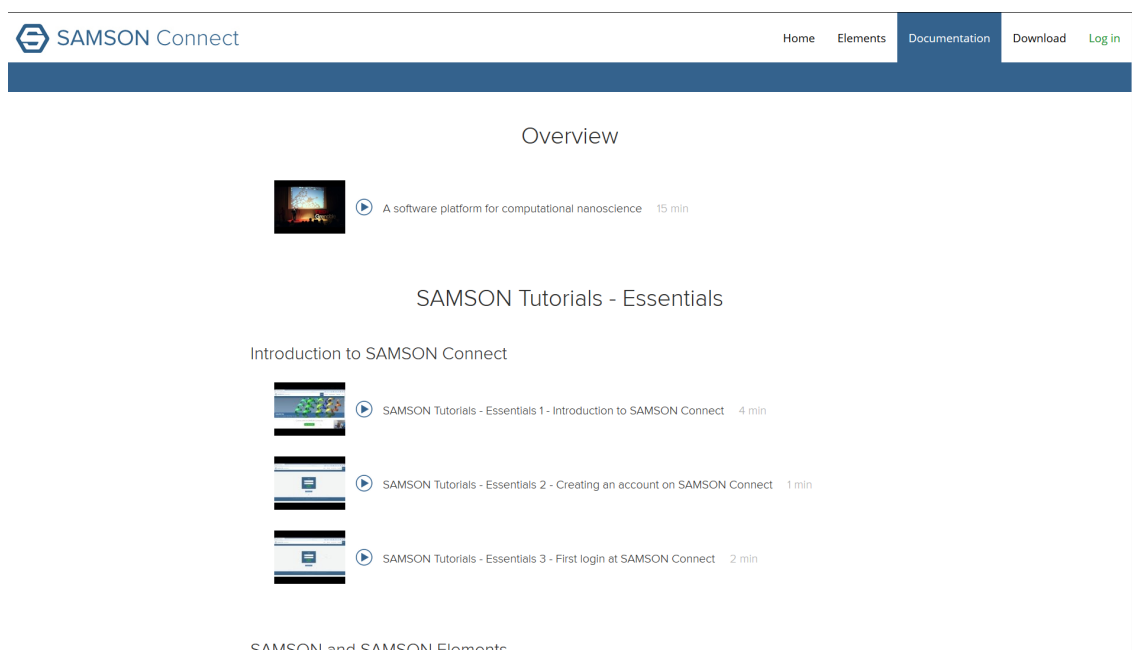 SAMSON Connect
Home Elements Documentation Download Log in
Overview
A software platform for computational nanoscience 15 min
SAMSON Tutorials - Essentials
Introduction to SAMSON Connect
SAMSON Tutorials - Essentials 1 - Introduction to SAMSON Connect 4 min
SAMSON Tutorials - Essentials 2 - Creating an account on SAMSON Connect 1 min
SAMSON Tutorials - Essentials 3 - First login at SAMSON Connect 2 min
SAMSON and SAMSON Elements